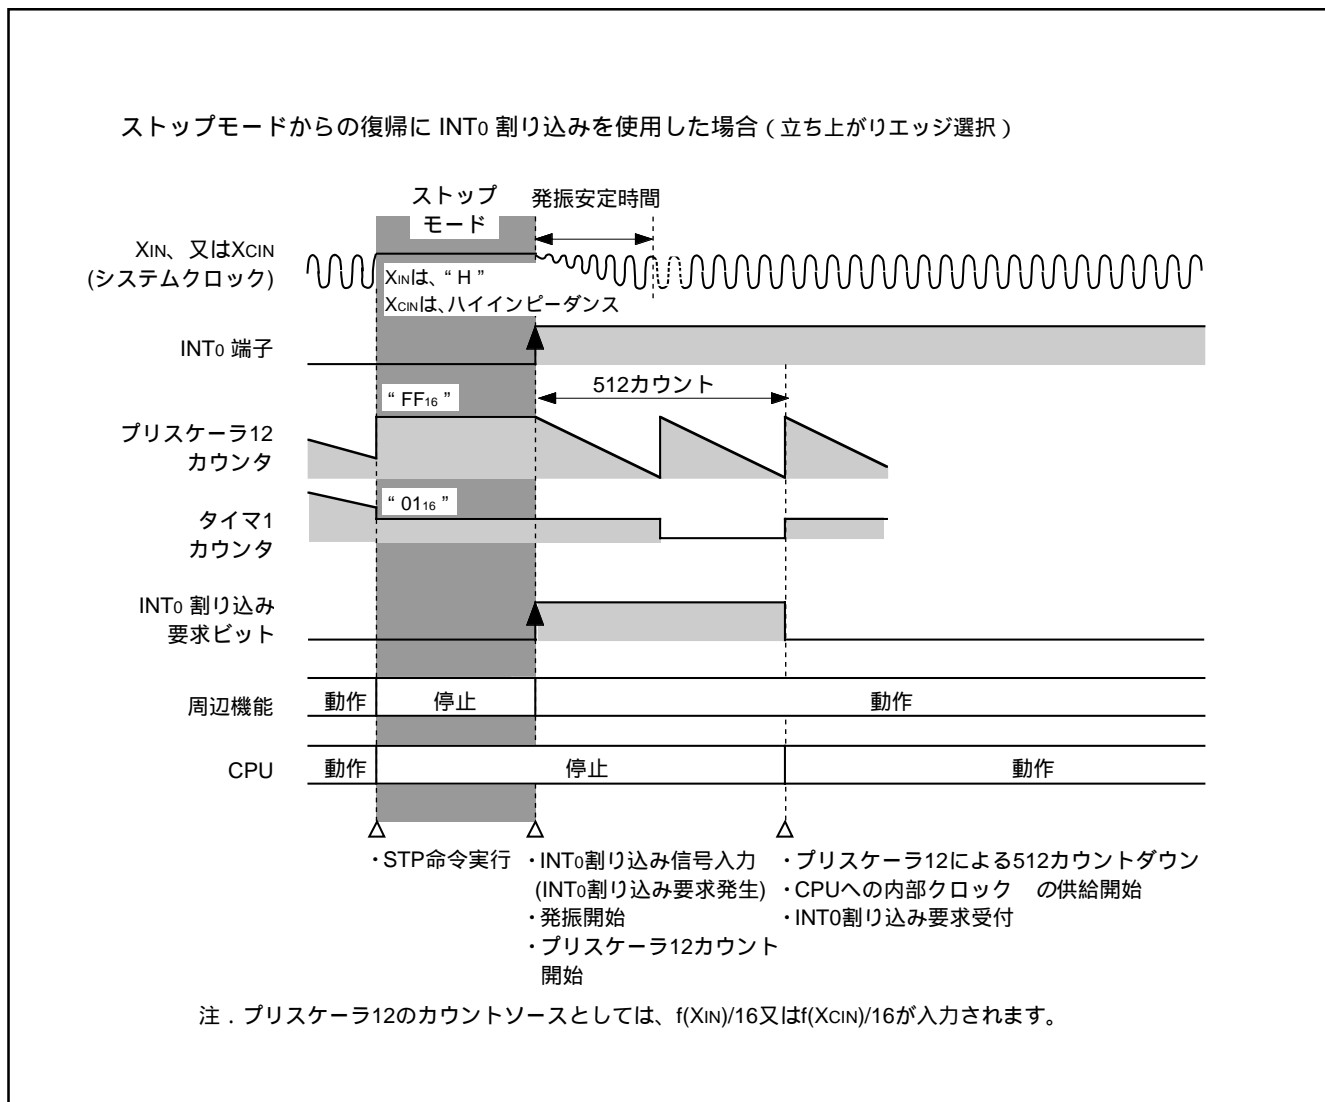 ストップモードからの復帰に INT0 割り込みを使用した場合 ( 立ち上がりエッジ選択 )
ストップ
モード
発振安定時間
XIN、又はXCIN
(システムクロック)
XINは、“ H ”
XCINは、ハイインピーダンス
INT0 端子
512カウント
“ FF16 ”
プリスケーラ12
カウンタ
“ 0116 ”
タイマ1
カウンタ
INT0 割り込み
要求ビット
周辺機能
動作
停止
動作
CPU
動作
停止
動作
・STP命令実行
・INT0割り込み信号入力
(INT0割り込み要求発生)
・発振開始
・プリスケーラ12カウント
開始
・プリスケーラ12による512カウントダウン
・CPUへの内部クロック の供給開始
・INT0割り込み要求受付
注．プリスケーラ12のカウントソースとしては、f(XIN)/16又はf(XCIN)/16が入力されます。